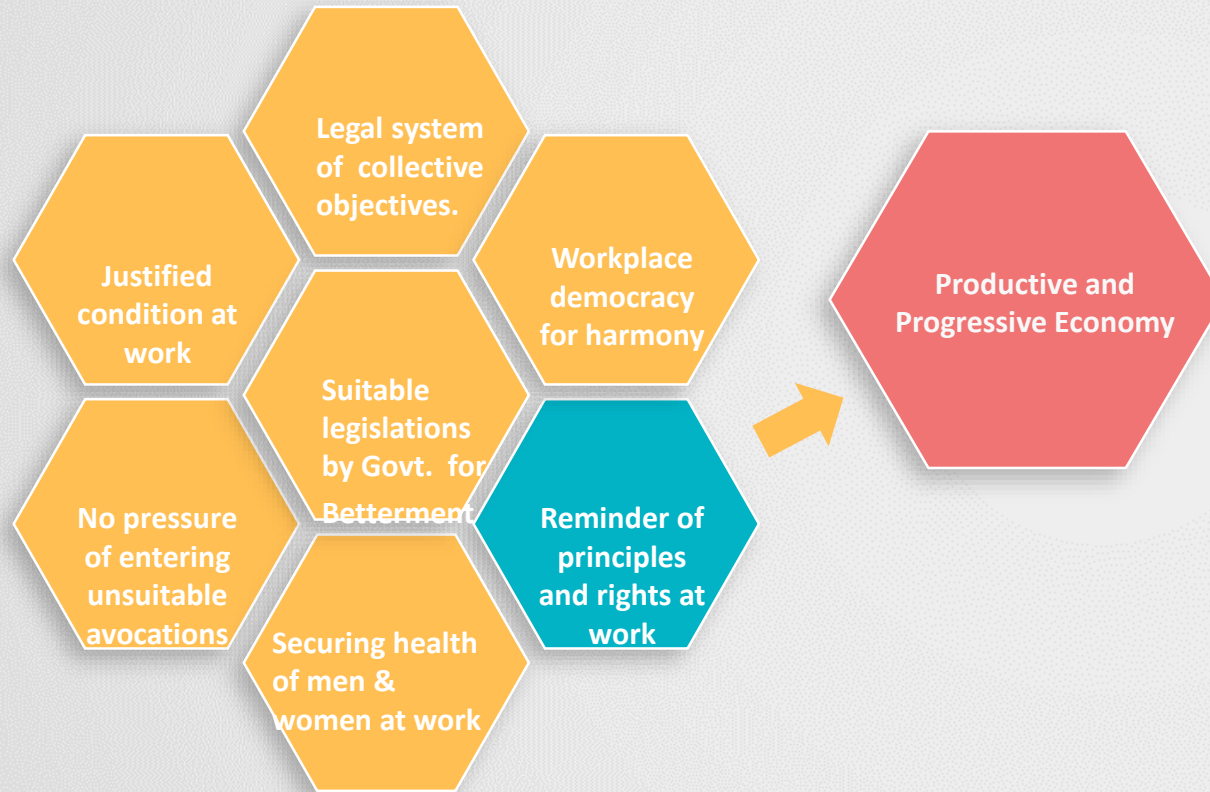 Legal system
of collective
objectives.
Justified
condition at
work
Workplace
democracy
for harmony
Suitable
legislations
by Govt. for
Betterment
No pressure
of entering
unsuitable
avocations
Reminder of
principles
and rights at
work
Securing health
of men &
women at work
Productive and
Progressive Economy